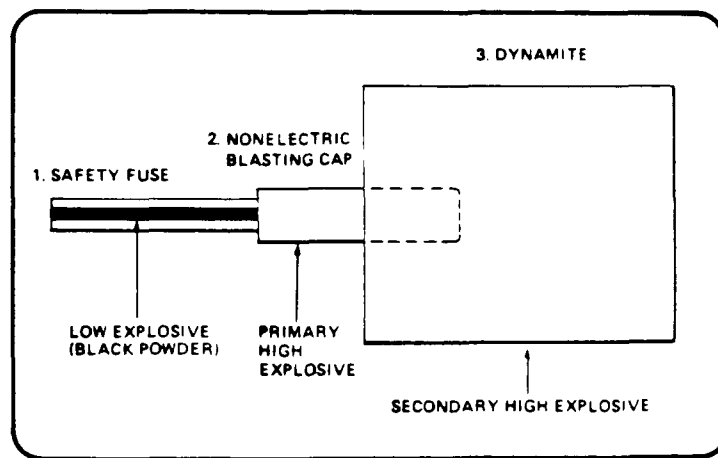 3. DYNAMITE
2. NONELECTRIC
BLASTING CAP
1. SAFETY FUSE
LOW EXPLOSIVE
(BLACK POWDER)
PRIMARY
HIGH
EXPLOSIVE
SECONDARY HIGH EXPLOSIVE